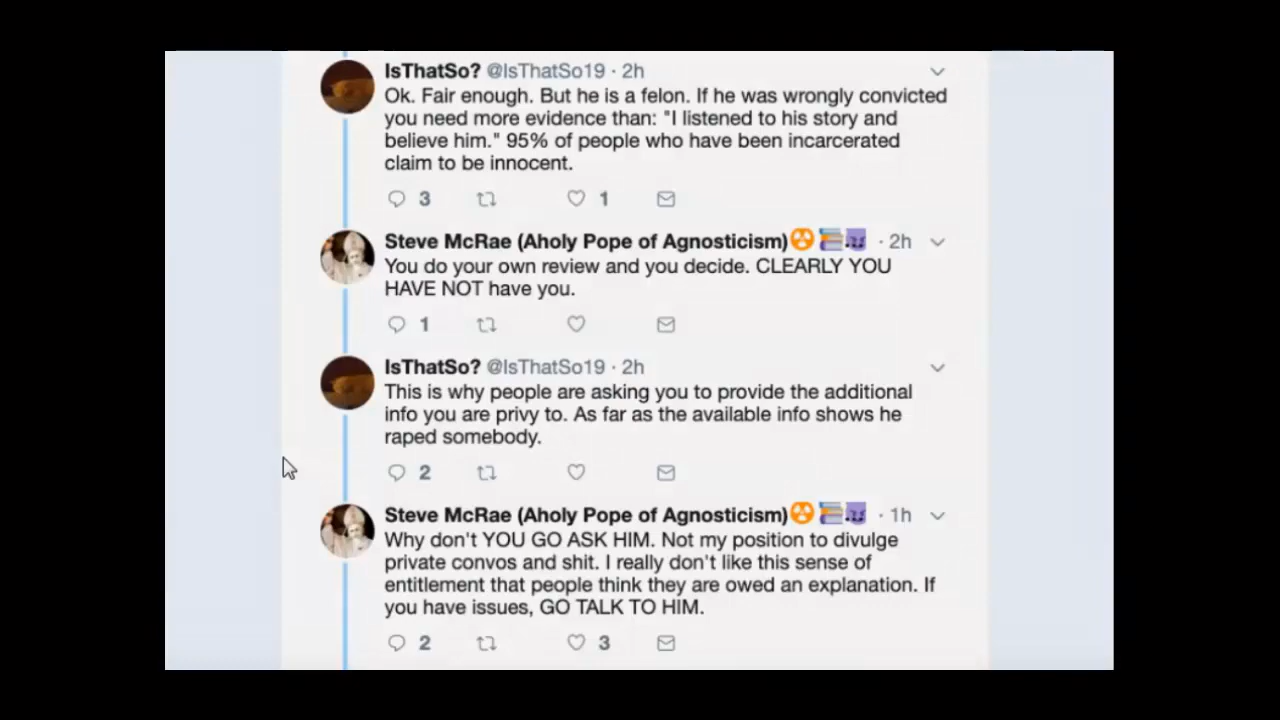 IsThatSo? @IsThatSo19 · 2h
Ok. Fair enough. But he is a felon. If he was wrongly convicted
you need more evidence than: "I listened to his story and
believe him." 95% of people who have been incarcerated
claim to be innocent.
3 1
Steve McRae (Aholy Pope of Agnosticism) · 2h
You do your own review and you decide. CLEARLY YOU
HAVE NOT have you.
1
IsThatSo? @IsThatSo19 · 2h
This is why people are asking you to provide the additional
info you are privy to. As far as the available info shows he
raped somebody.
2
Steve McRae (Aholy Pope of Agnosticism) · 1h
Why don't YOU GO ASK HIM. Not my position to divulge
private convos and shit. I really don't like this sense of
entitlement that people think they are owed an explanation. If
you have issues, GO TALK TO HIM.
2 3